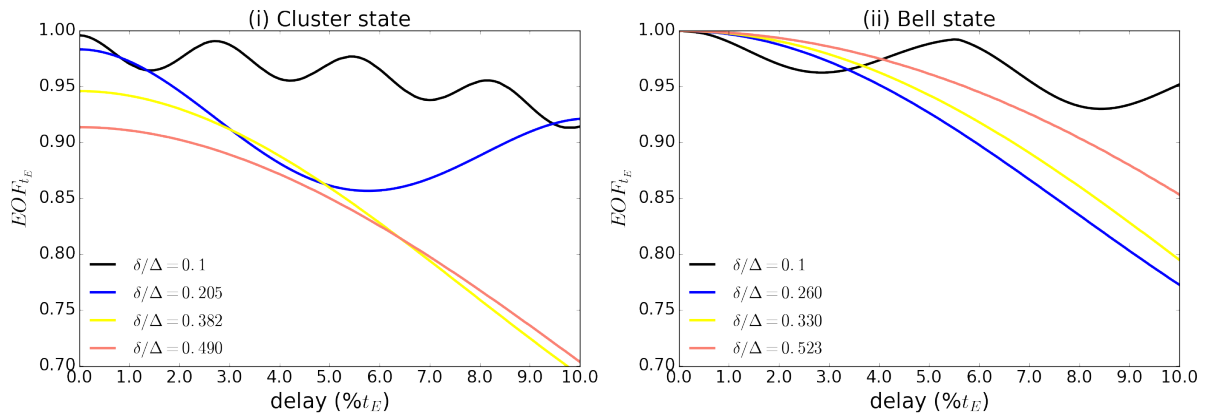 (i) Cluster state
1.00
0.95
0.90
0.85
0.80
0.75
0.70
EOF_{t_E}
δ/Δ = 0.1
δ/Δ = 0.205
δ/Δ = 0.382
δ/Δ = 0.490
0.0 1.0 2.0 3.0 4.0 5.0 6.0 7.0 8.0 9.0 10.0
delay (%t_E)
(ii) Bell state
1.00
0.95
0.90
0.85
0.80
0.75
0.70
EOF_{t_E}
δ/Δ = 0.1
δ/Δ = 0.260
δ/Δ = 0.330
δ/Δ = 0.523
0.0 1.0 2.0 3.0 4.0 5.0 6.0 7.0 8.0 9.0 10.0
delay (%t_E)